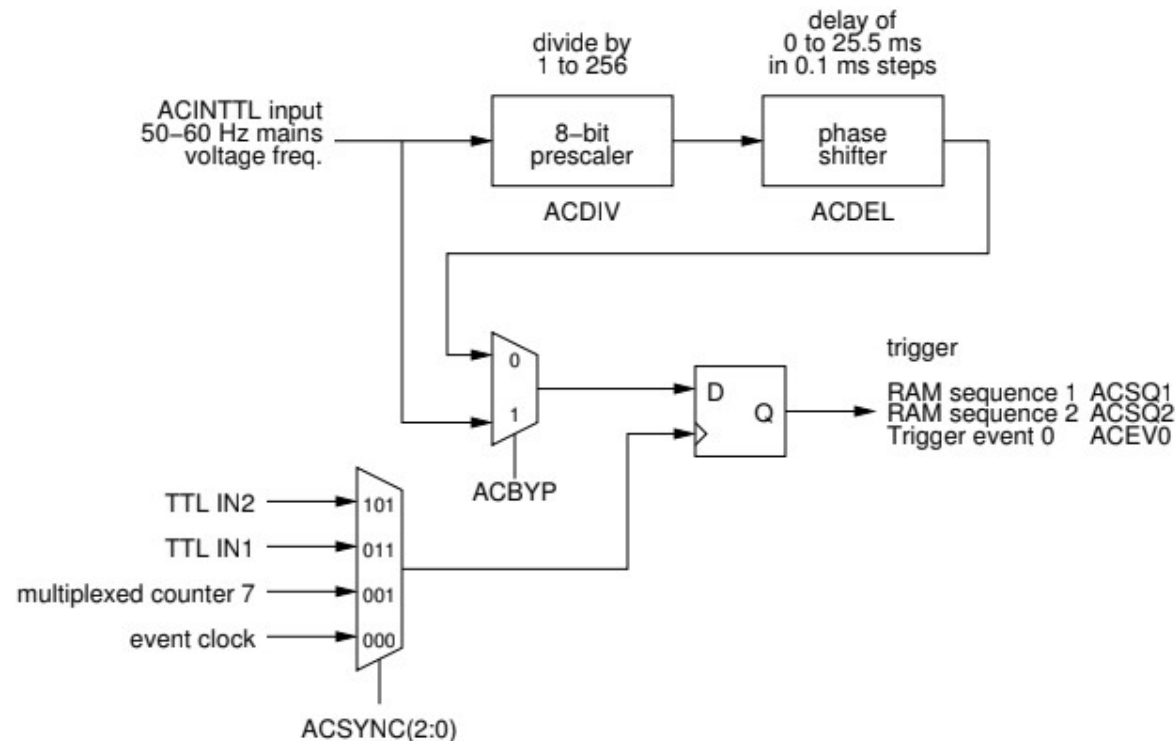 delay of
0 to 25.5 ms
in 0.1 ms steps
divide by
1 to 256
ACINTTL input
50−60 Hz mains
voltage freq.
8−bit
prescaler
phase
shifter
ACDIV
ACDEL
0
1
ACBYP
D
Q
trigger
RAM sequence 1 ACSQ1
RAM sequence 2 ACSQ2
Trigger event 0 ACEV0
TTL IN2
101
TTL IN1
011
multiplexed counter 7
001
event clock
000
ACSYNC(2:0)